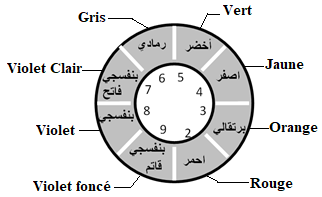 Gris
Vert
رمادي
أخضر
Violet Clair
Jaune
بنفسجي
فاتح
اصفر
6
5
7
4
8
3
Violet
بنفسجي
برتقالي
Orange
9
2
بنفسجي
قاتم
احمر
Violet foncé
Rouge